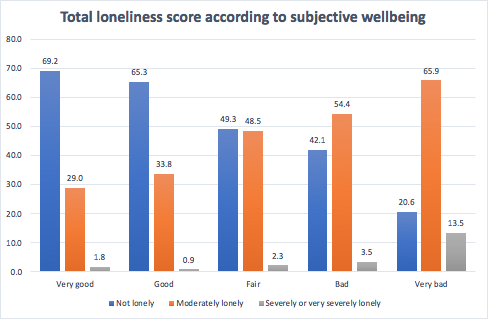 Total loneliness score according to subjective wellbeing
80.0
70.0
60.0
50.0
40.0
30.0
20.0
10.0
0.0
69.2
29.0
1.8
65.3
33.8
0.9
49.3
48.5
2.3
42.1
54.4
3.5
20.6
65.9
13.5
Very good
Good
Fair
Bad
Very bad
Not lonely
Moderately lonely
Severely or very severely lonely